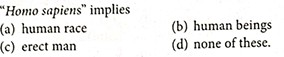 "Homo sapiens" implies
(a) human race (b) human beings
(c) erect man (d) none of these.